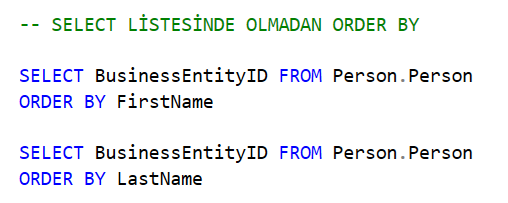 -- SELECT LİSTESİNDE OLMADAN ORDER BY
SELECT BusinessEntityID FROM Person.Person
ORDER BY FirstName
SELECT BusinessEntityID FROM Person.Person
ORDER BY LastName